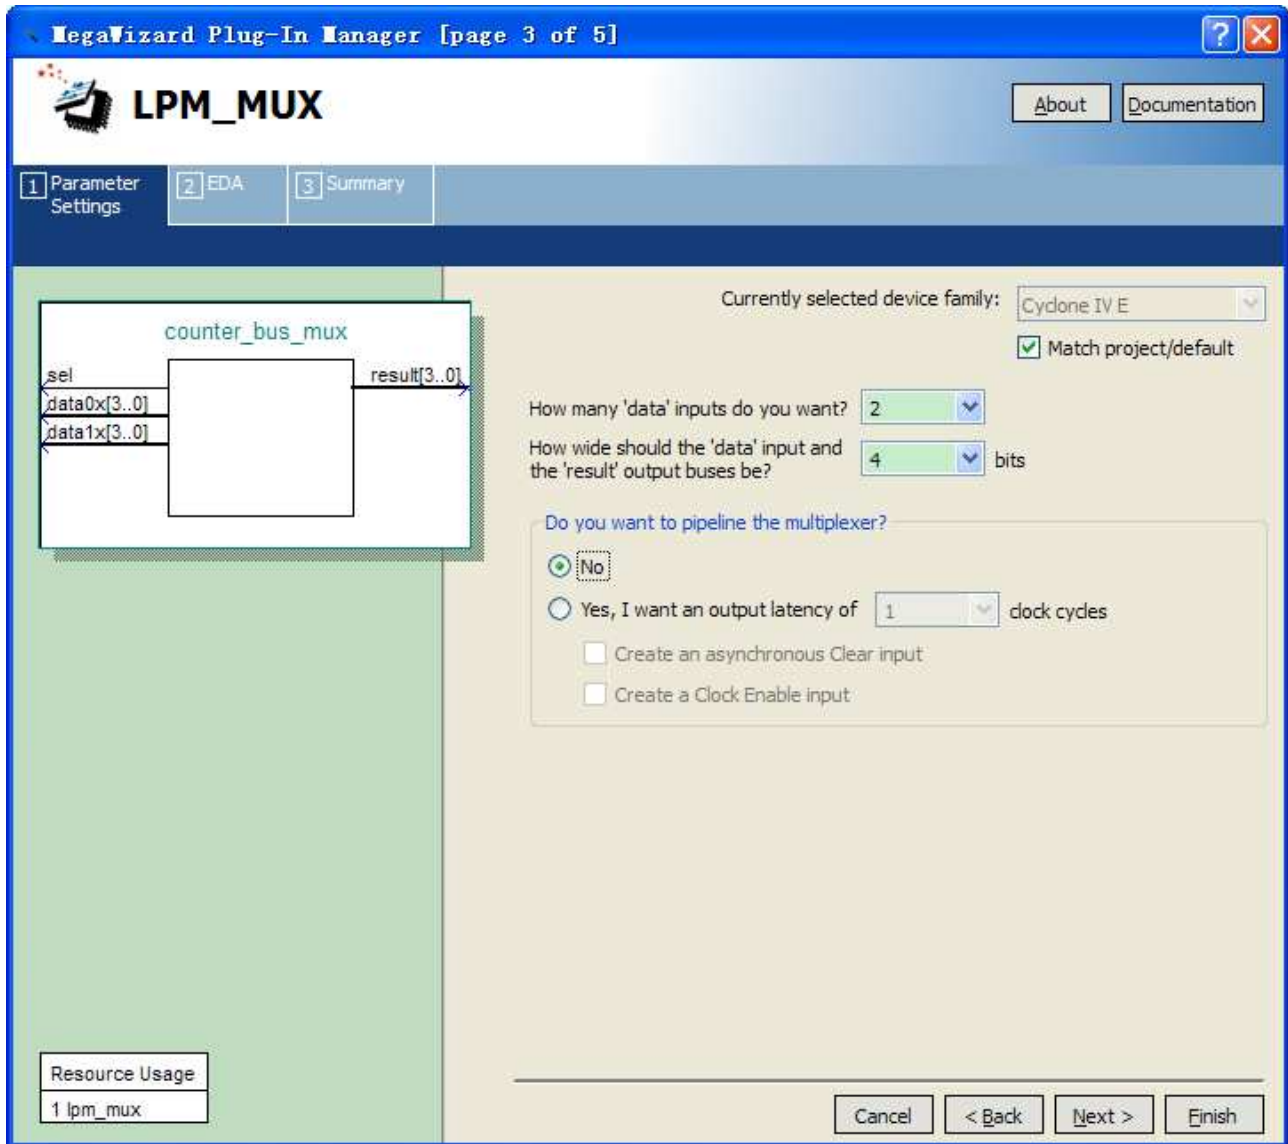 MegaWizard Plug-In Manager [page 3 of 5]
LPM_MUX
About
Documentation
1 Parameter Settings
2 EDA
3 Summary
counter_bus_mux
sel
data0x[3..0]
data1x[3..0]
result[3..0]
Currently selected device family:
Cyclone IV E
Match project/default
How many 'data' inputs do you want?
2
How wide should the 'data' input and
the 'result' output buses be?
4
bits
Do you want to pipeline the multiplexer?
No
Yes, I want an output latency of
1
clock cycles
Create an asynchronous Clear input
Create a Clock Enable input
Resource Usage
1 lpm_mux
Cancel
< Back
Next >
Finish